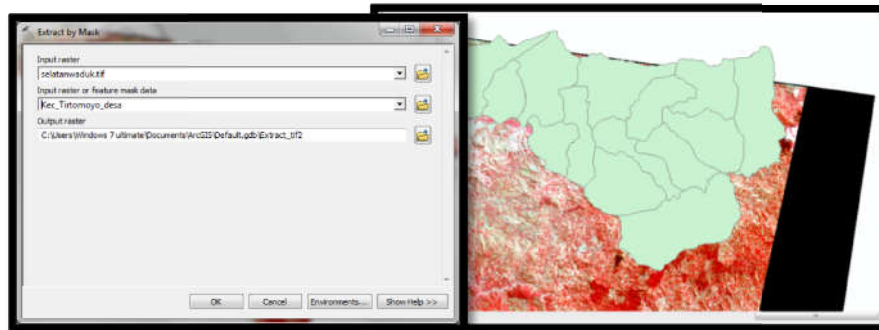 Extract by Mask
Input raster
selatanwaduk.tif
Input raster or feature mask data
Kec_Tirtomoyo_desa
Output raster
C:\Users\Windows 7 ultimate\Documents\ArcGIS\Default.gdb\Extract_tif2
OK Cancel Environments... Show Help >>